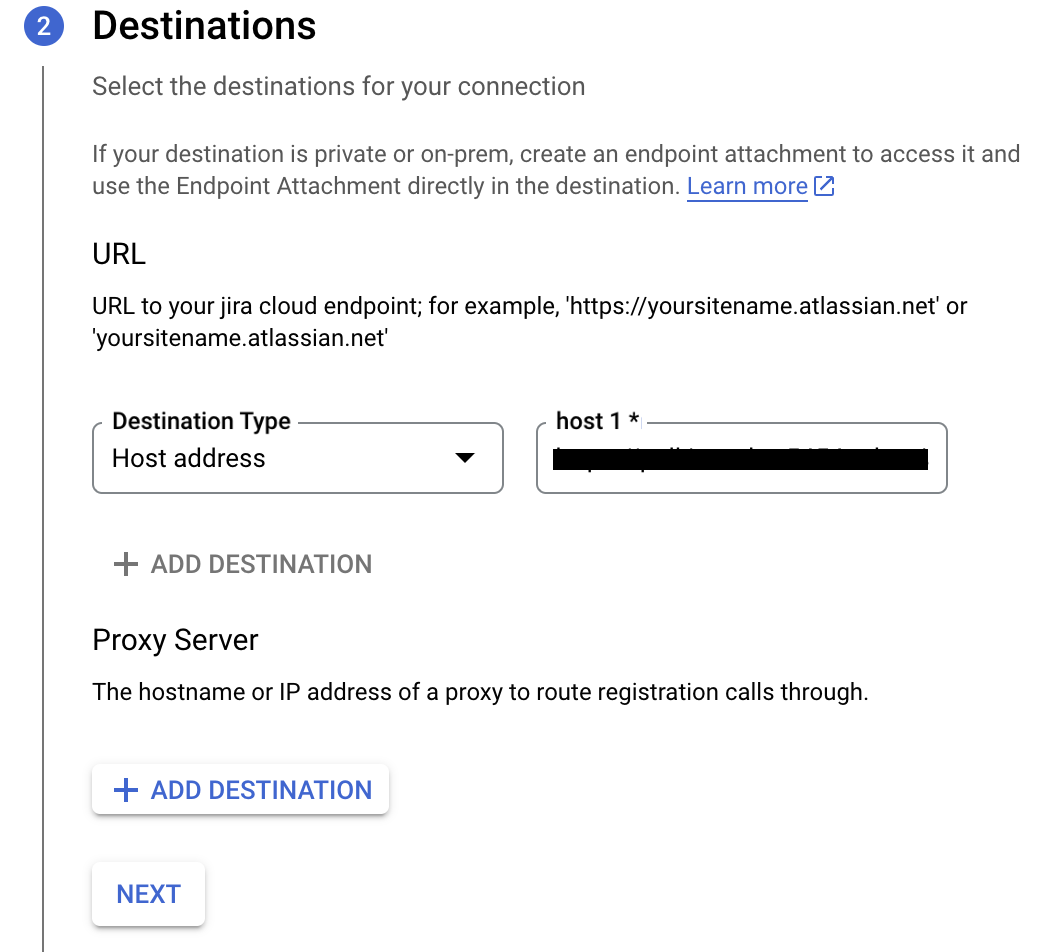 2 Destinations
Select the destinations for your connection
If your destination is private or on-prem, create an endpoint attachment to access it and
use the Endpoint Attachment directly in the destination. Learn more
URL
URL to your jira cloud endpoint; for example, 'https://yoursitename.atlassian.net' or
'yoursitename.atlassian.net'
Destination Type host 1 *
Host address
ADD DESTINATION
Proxy Server
The hostname or IP address of a proxy to route registration calls through.
ADD DESTINATION
NEXT